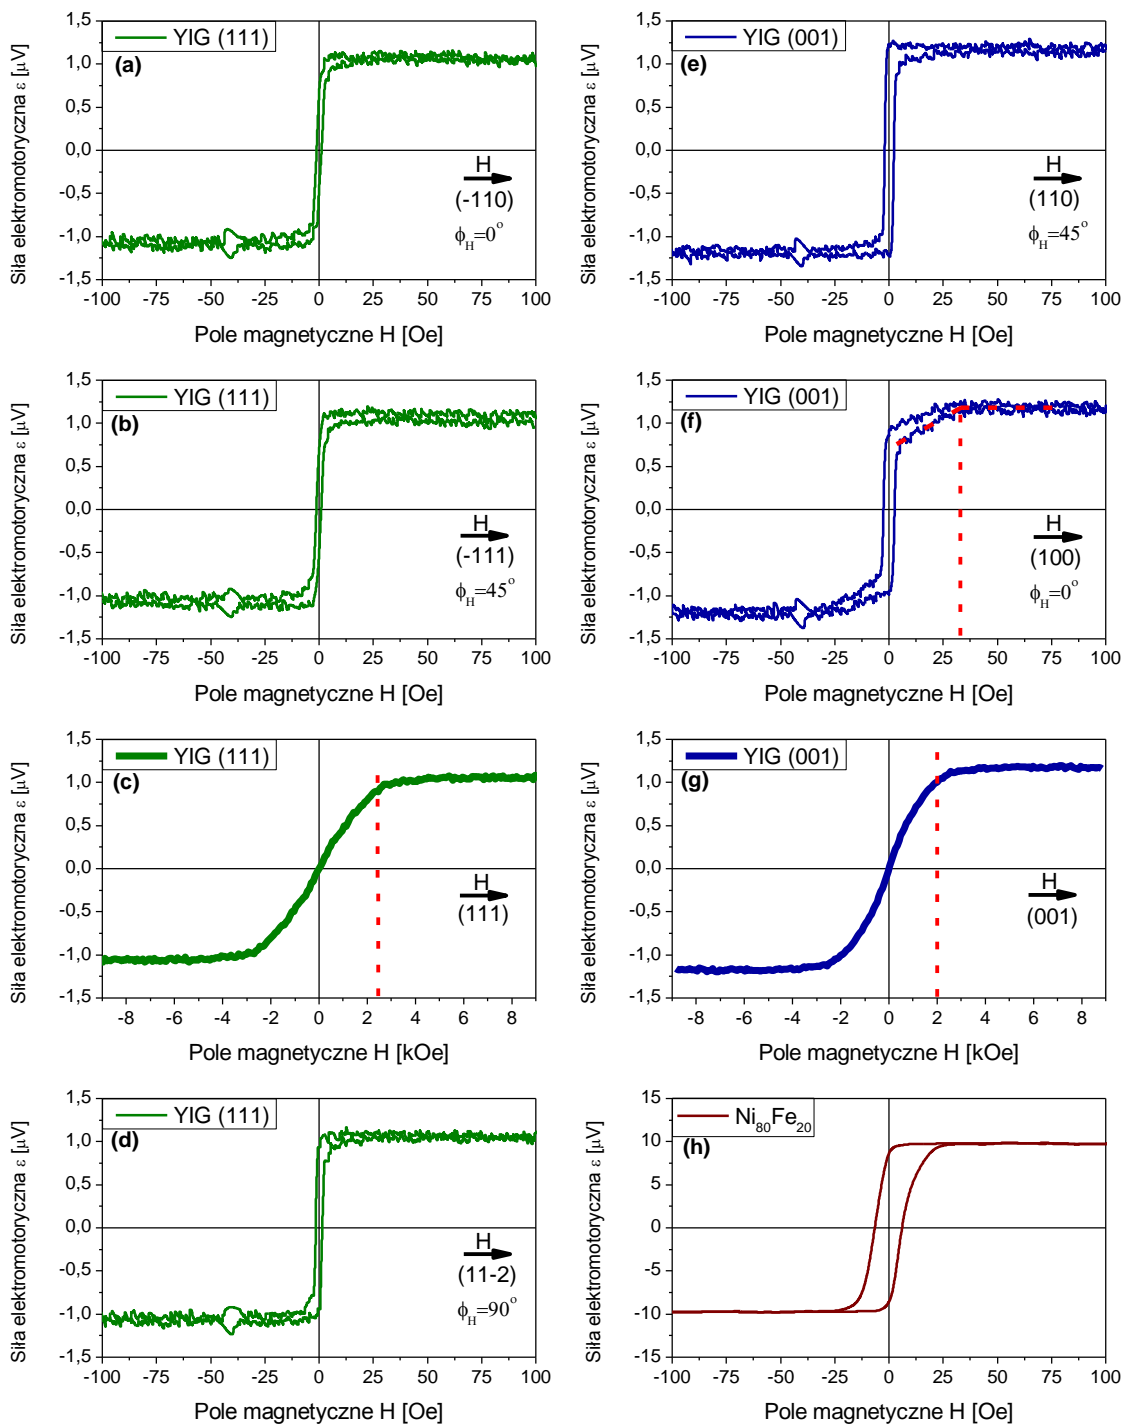 YIG (111)
(a)
Siła elektromotoryczna ε [μV]
1,5
1,0
0,5
0,0
-0,5
-1,0
-1,5
H
(-110)
ϕH=0°
-100 -75 -50 -25 0 25 50 75 100
Pole magnetyczne H [Oe]
YIG (001)
(e)
Siła elektromotoryczna ε [μV]
1,5
1,0
0,5
0,0
-0,5
-1,0
-1,5
H
(110)
ϕH=45°
-100 -75 -50 -25 0 25 50 75 100
Pole magnetyczne H [Oe]
YIG (111)
(b)
Siła elektromotoryczna ε [μV]
1,5
1,0
0,5
0,0
-0,5
-1,0
-1,5
H
(-111)
ϕH=45°
-100 -75 -50 -25 0 25 50 75 100
Pole magnetyczne H [Oe]
YIG (001)
(f)
Siła elektromotoryczna ε [μV]
1,5
1,0
0,5
0,0
-0,5
-1,0
-1,5
H
(100)
ϕH=0°
-100 -75 -50 -25 0 25 50 75 100
Pole magnetyczne H [Oe]
YIG (111)
(c)
Siła elektromotoryczna ε [μV]
1,5
1,0
0,5
0,0
-0,5
-1,0
-1,5
H
(111)
-8 -6 -4 -2 0 2 4 6 8
Pole magnetyczne H [kOe]
YIG (001)
(g)
Siła elektromotoryczna ε [μV]
1,5
1,0
0,5
0,0
-0,5
-1,0
-1,5
H
(001)
-8 -6 -4 -2 0 2 4 6 8
Pole magnetyczne H [kOe]
YIG (111)
(d)
Siła elektromotoryczna ε [μV]
1,5
1,0
0,5
0,0
-0,5
-1,0
-1,5
H
(11-2)
ϕH=90°
-100 -75 -50 -25 0 25 50 75 100
Pole magnetyczne H [Oe]
Ni80Fe20
(h)
Siła elektromotoryczna ε [μV]
15
10
5
0
-5
-10
15
-100 -75 -50 -25 0 25 50 75 100
Pole magnetyczne H [Oe]